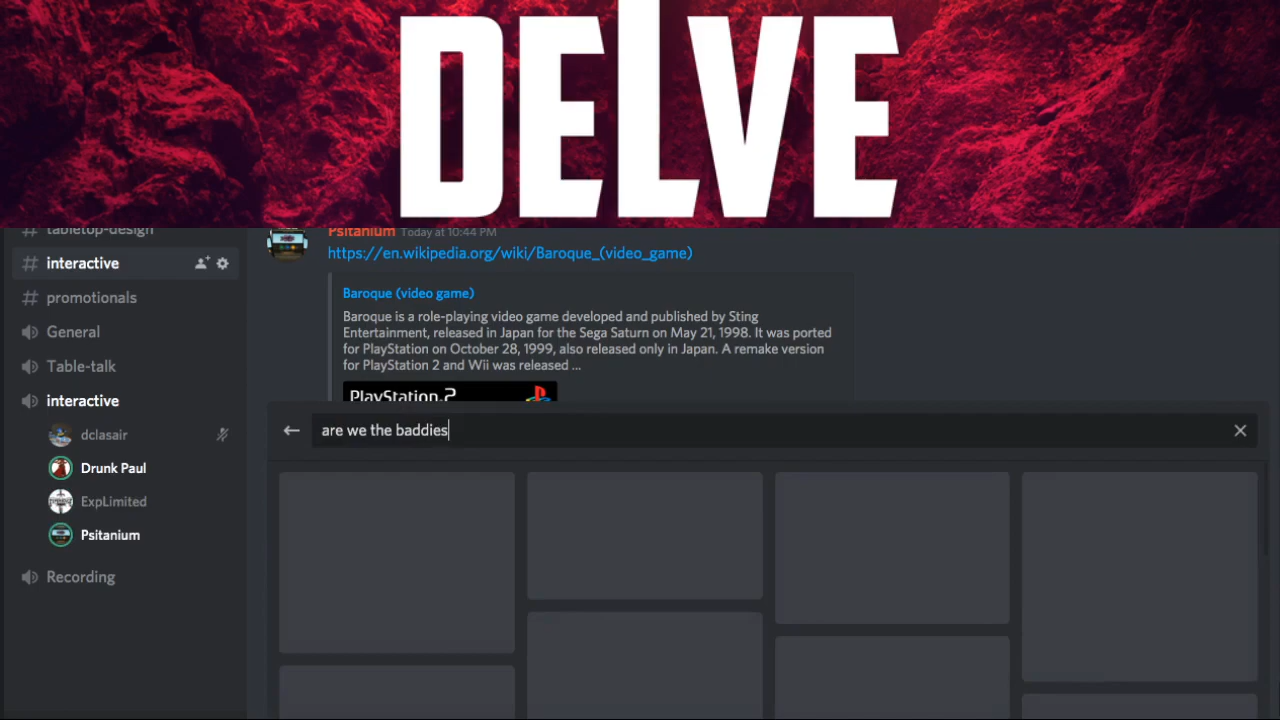 DELVE
# tabletop-design
# interactive
# promotionals
General
Table-talk
interactive
dclasair
Drunk Paul
ExpLimited
Psitanium
Recording
Psitanium Today at 10:44 PM
https://en.wikipedia.org/wiki/Baroque_(video_game)
Baroque (video game)
Baroque is a role-playing video game developed and published by Sting
Entertainment, released in Japan for the Sega Saturn on May 21, 1998. It was ported
for PlayStation on October 28, 1999, also released only in Japan. A remake version
for PlayStation 2 and Wii was released ...
PlayStation.2
are we the baddies